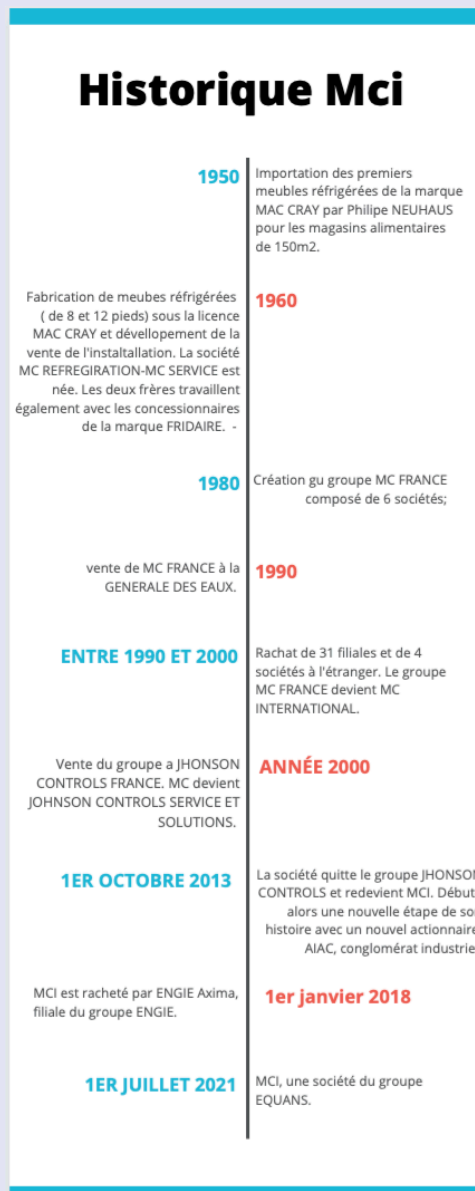 Historique Mci
1950
Importation des premiers
meubles réfrigérées de la marque
MAC CRAY par Philipe NEUHAUS
pour les magasins alimentaires
de 150m2.
1960
Fabrication de meubes réfrigérées
( de 8 et 12 pieds) sous la licence
MAC CRAY et dévellopement de la
vente de l'instaltallation. La société
MC REFREGIRATION-MC SERVICE est
née. Les deux frères travaillent
également avec les concessionnaires
de la marque FRIDAIRE. -
1980
Création gu groupe MC FRANCE
composé de 6 sociétés;
1990
vente de MC FRANCE à la
GENERALE DES EAUX.
ENTRE 1990 ET 2000
Rachat de 31 filiales et de 4
sociétés à l'étranger. Le groupe
MC FRANCE devient MC
INTERNATIONAL.
ANNÉE 2000
Vente du groupe a JHONSON
CONTROLS FRANCE. MC devient
JOHNSON CONTROLS SERVICE ET
SOLUTIONS.
1ER OCTOBRE 2013
La société quitte le groupe JHONSON
CONTROLS et redevient MCI. Début
alors une nouvelle étape de so
histoire avec un nouvel actionnaire
AIAC, conglomérat industrie
1er janvier 2018
MCI est racheté par ENGIE Axima,
filiale du groupe ENGIE.
1ER JUILLET 2021
MCI, une société du groupe
EQUANS.